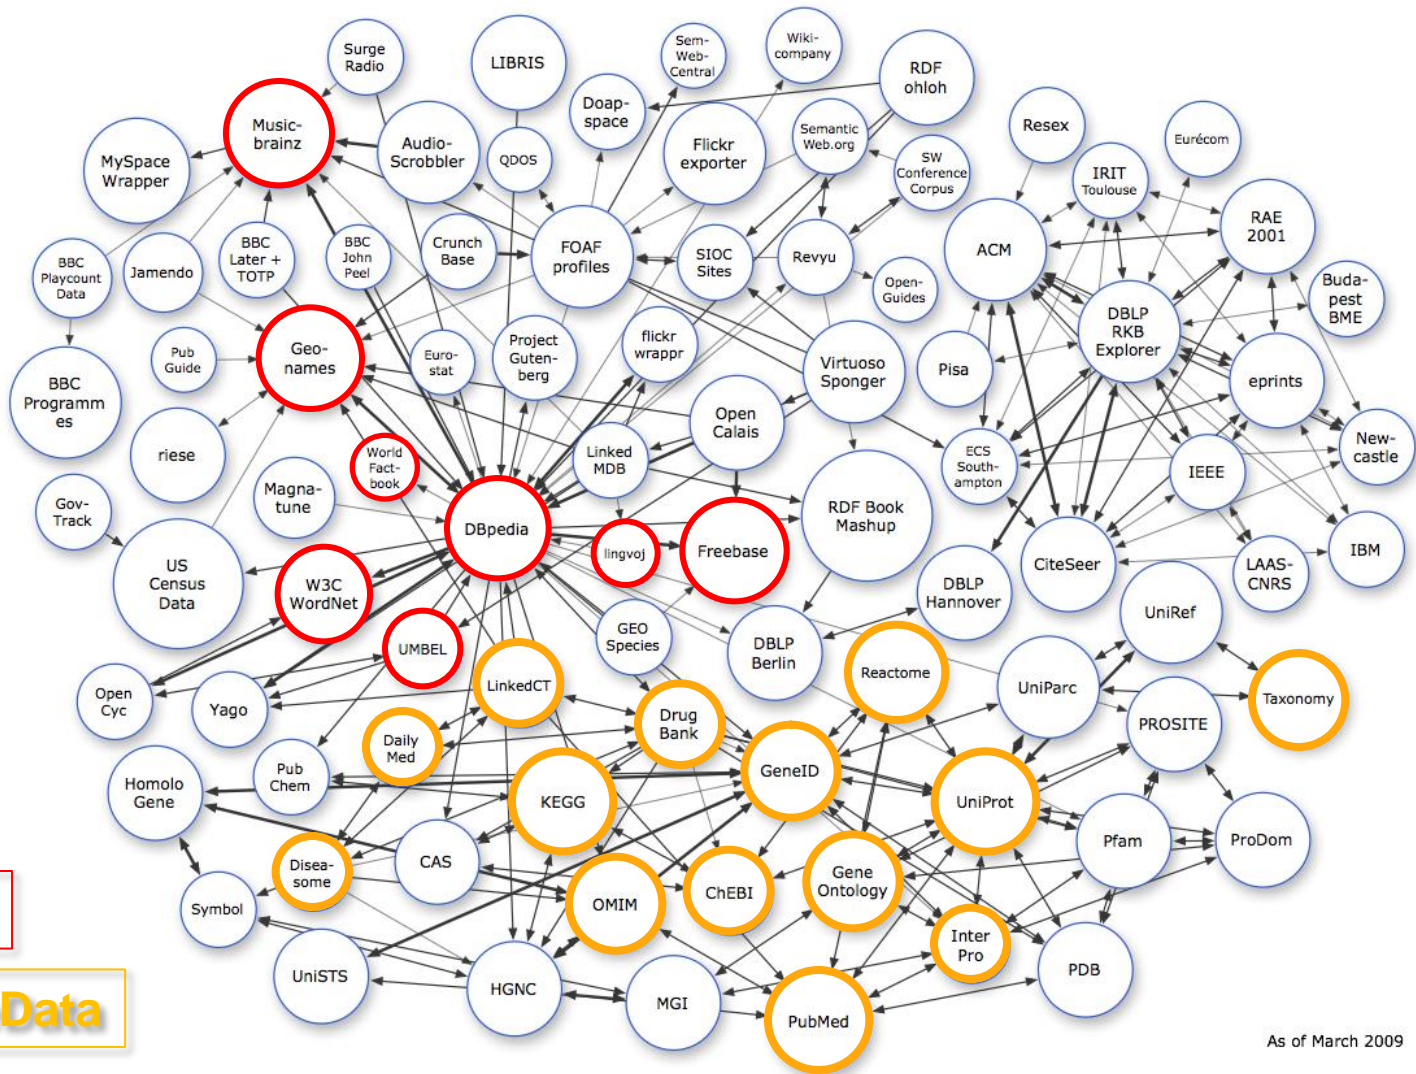 Surge
Radio
LIBRIS
Sem-
Web-
Central
Wiki-
company
RDF
ohloh
Music-
brainz
Doap-
space
MySpace
Wrapper
Audio-
Scrobbler
QDOS
Flickr
exporter
Semantic
Web.org
SW
Conference
Corpus
Resex
Eurécom
IRIT
Toulouse
RAE
2001
BBC
Playcount
Data
Jamendo
BBC
Later +
TOTP
BBC
John
Peel
Crunch
Base
FOAF
profiles
SIOC
Sites
Revyu
Open-
Guides
ACM
DBLP
RKB
Explorer
Buda-
pest
BME
Pub
Guide
Geo-
names
Euro-
stat
Project
Guten-
berg
flickr
wrappr
Virtuoso
Sponger
Pisa
eprints
BBC
Programm
es
riese
World
Fact-
book
Linked
MDB
Open
Calais
ECS
South-
ampton
IEEE
New-
castle
Gov-
Track
Magna-
tune
DBpedia
lingvoj
Freebase
RDF Book
Mashup
CiteSeer
LAAS-
CNRS
IBM
US
Census
Data
W3C
WordNet
UMBEL
GEO
Species
DBLP
Berlin
DBLP
Hannover
UniRef
Open
Cyc
Yago
LinkedCT
Drug
Bank
Reactome
UniParc
PROSITE
Taxonomy
Daily
Med
Homolo
Gene
Pub
Chem
KEGG
GeneID
UniProt
Pfam
ProDom
Disea-
some
CAS
OMIM
ChEBI
Gene
Ontology
Symbol
Inter
Pro
UniSTS
HGNC
MGI
PubMed
PDB
Data
As of March 2009